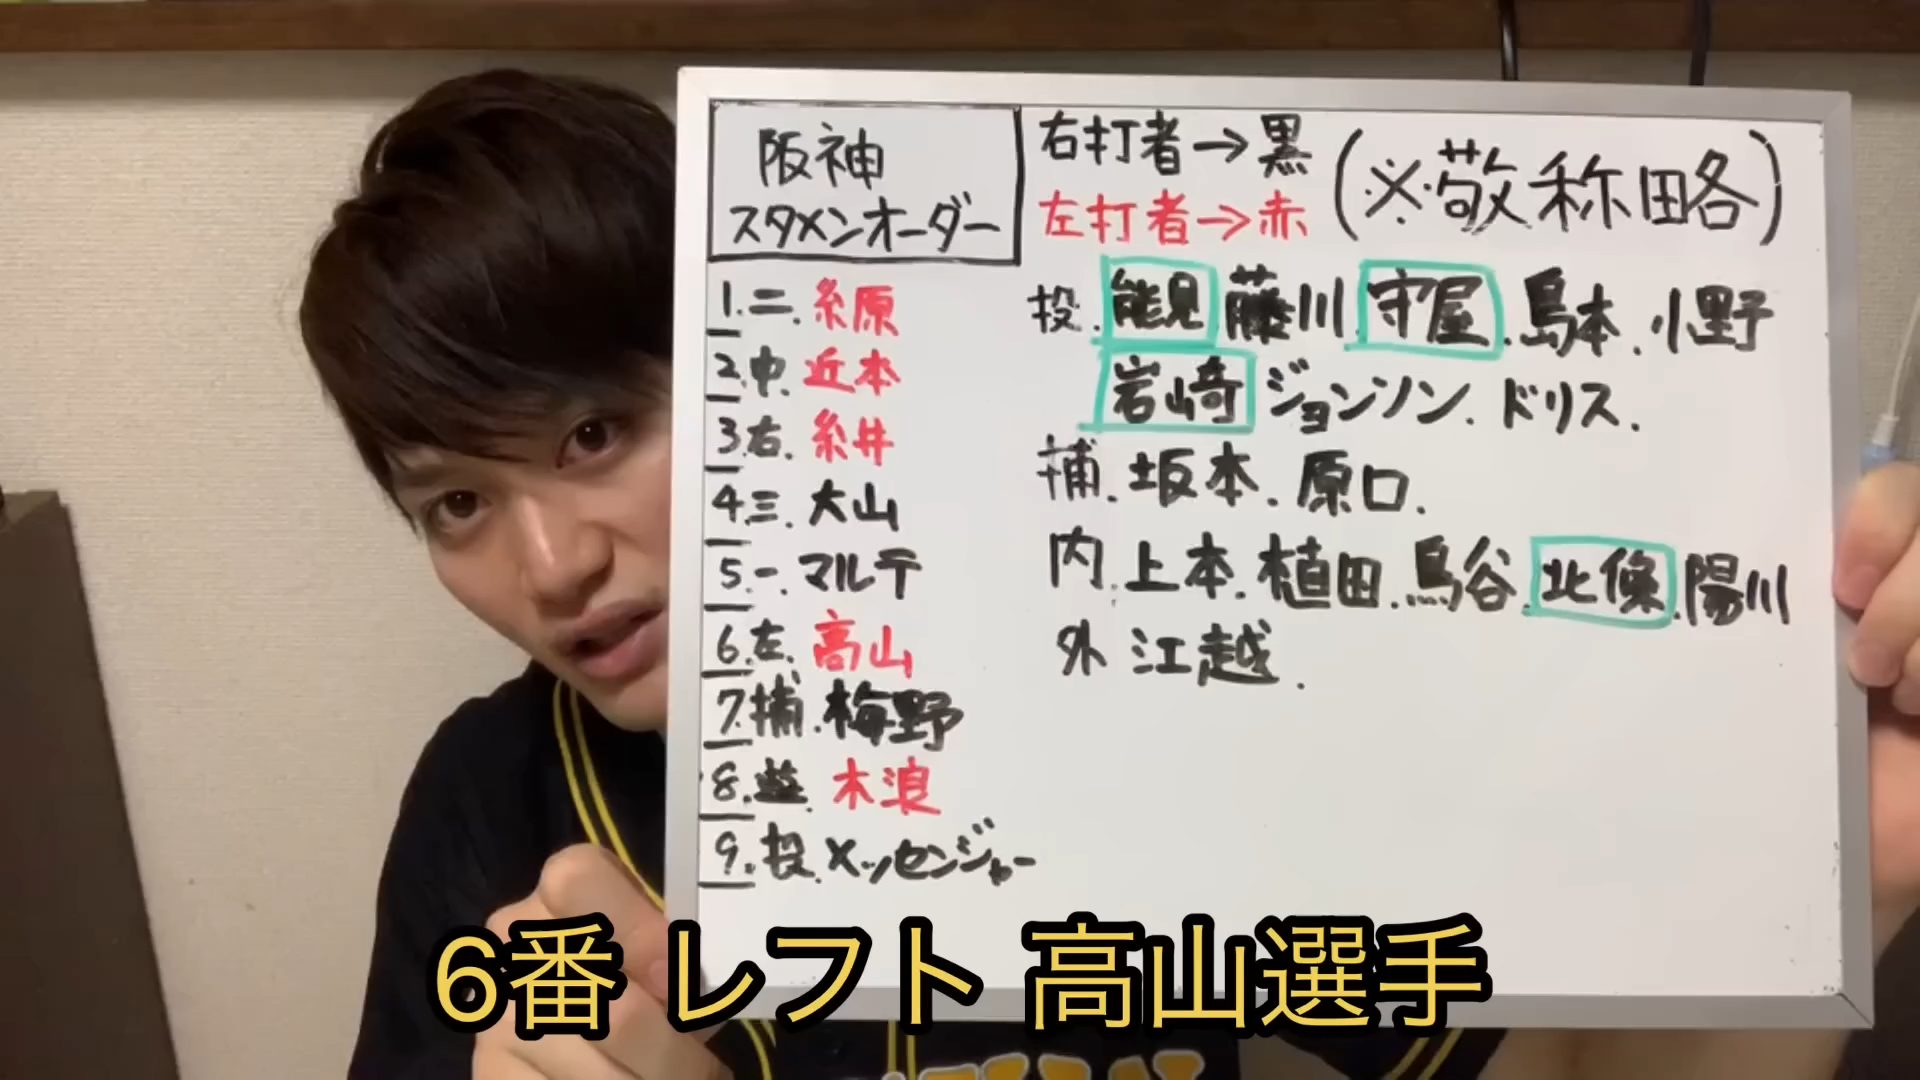 阪神
スタメンオーダー
右打者→黒
左打者→赤
(※敬称略)
1.二.糸原
2.中.近本
3.右.糸井
4.三.大山
5.一.マルテ
6.左.高山
7.捕.梅野
8.遊.木浪
9.投.メッセンジャー
投.能見.藤川.守屋.島本.小野
岩崎.ジョンソン.ドリス.
捕.坂本.原口.
内.上本.植田.鳥谷.北條.陽川
外 江越.
6番 レフト 高山選手